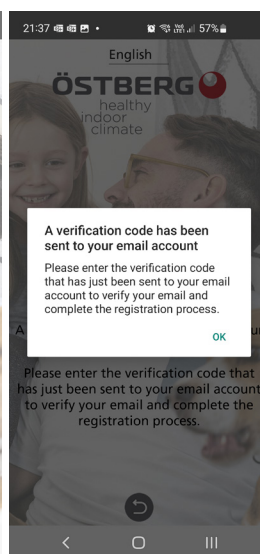 21:37 57%
English
ÖSTBERG
healthy
indoor
climate
A verification code has been
sent to your email account
Please enter the verification code
that has just been sent to your email
account to verify your email and
complete the registration process.
OK
A
Please enter the verification code that
has just been sent to your email account
to verify your email and complete the
registration process.